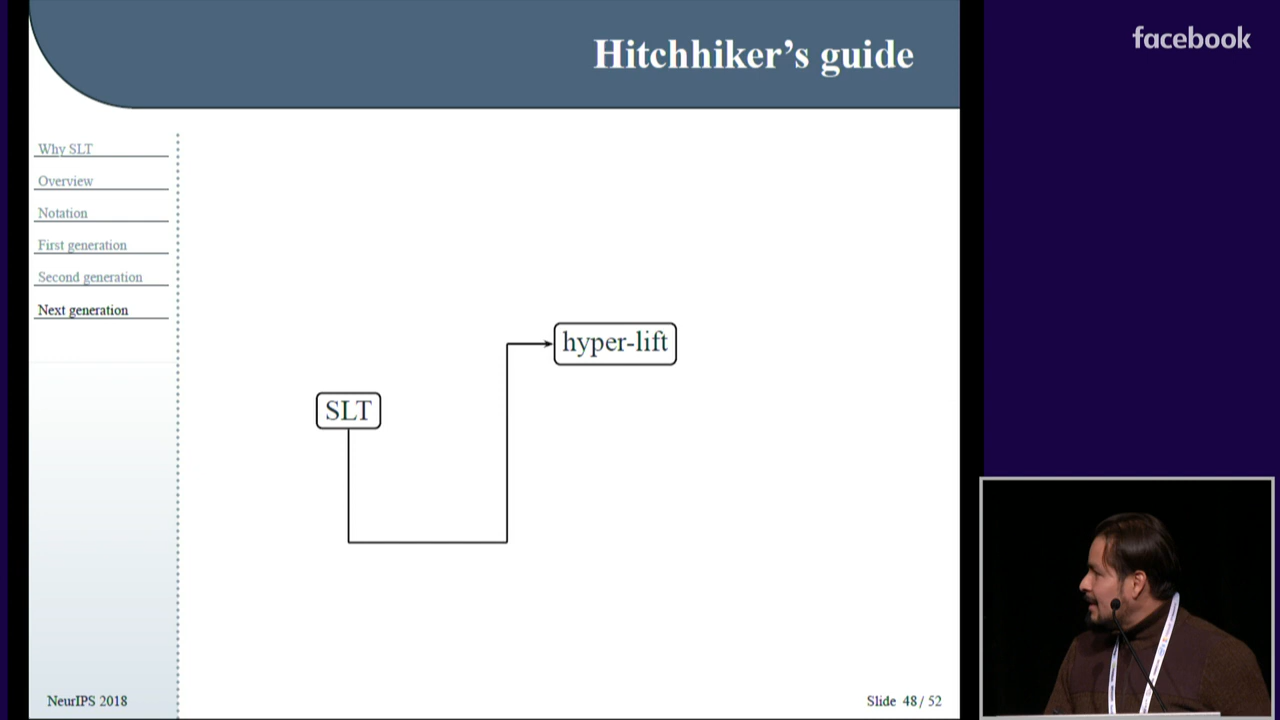 Hitchhiker's guide
facebook
Why SLT
Overview
Notation
First generation
Second generation
Next generation
hyper-lift
SLT
NeurIPS 2018
Slide 48 / 52